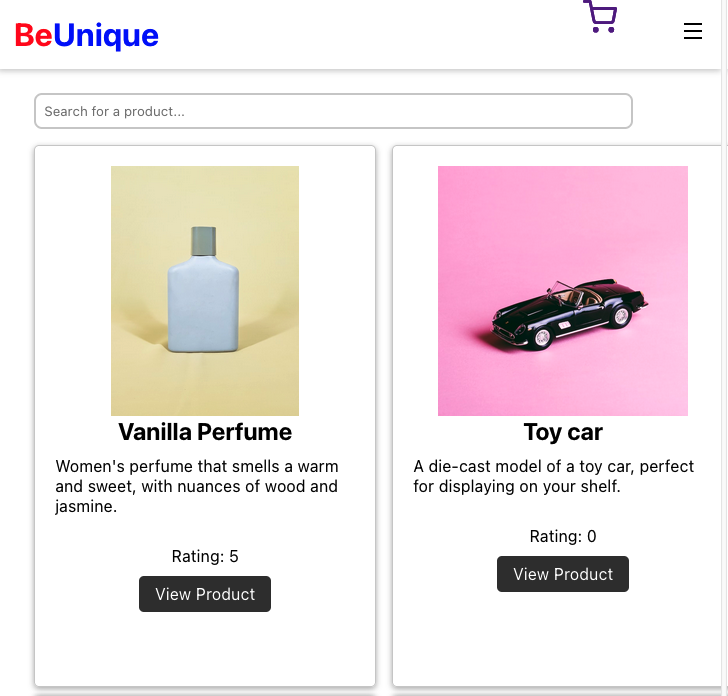 BeUnique
Search for a product...
Vanilla Perfume
Women's perfume that smells a warm
and sweet, with nuances of wood and
jasmine.
Rating: 5
View Product
Toy car
A die-cast model of a toy car, perfect
for displaying on your shelf.
Rating: 0
View Product